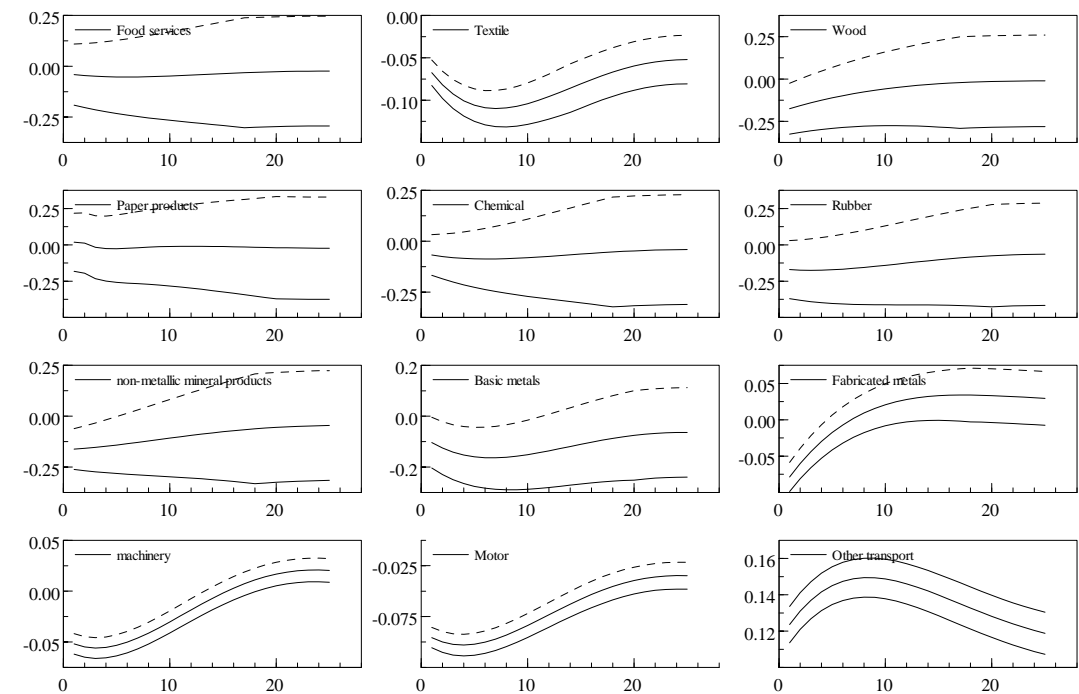 0.25 Food services
0.00
-0.25
0 10 20
0.00 Textile
-0.05
-0.10
0 10 20
0.25 Wood
0.00
-0.25
0 10 20
0.25 Paper products
0.00
-0.25
0 10 20
0.25 Chemical
0.00
-0.25
0 10 20
0.25 Rubber
0.00
-0.25
0 10 20
0.25 non-metallic mineral products
0.00
-0.25
0 10 20
0.2 Basic metals
0.0
-0.2
0 10 20
0.05 Fabricated metals
0.00
-0.05
0 10 20
0.05 machinery
0.00
-0.05
0 10 20
-0.025 Motor
-0.075
0 10 20
0.16 Other transport
0.14
0.12
0 10 20